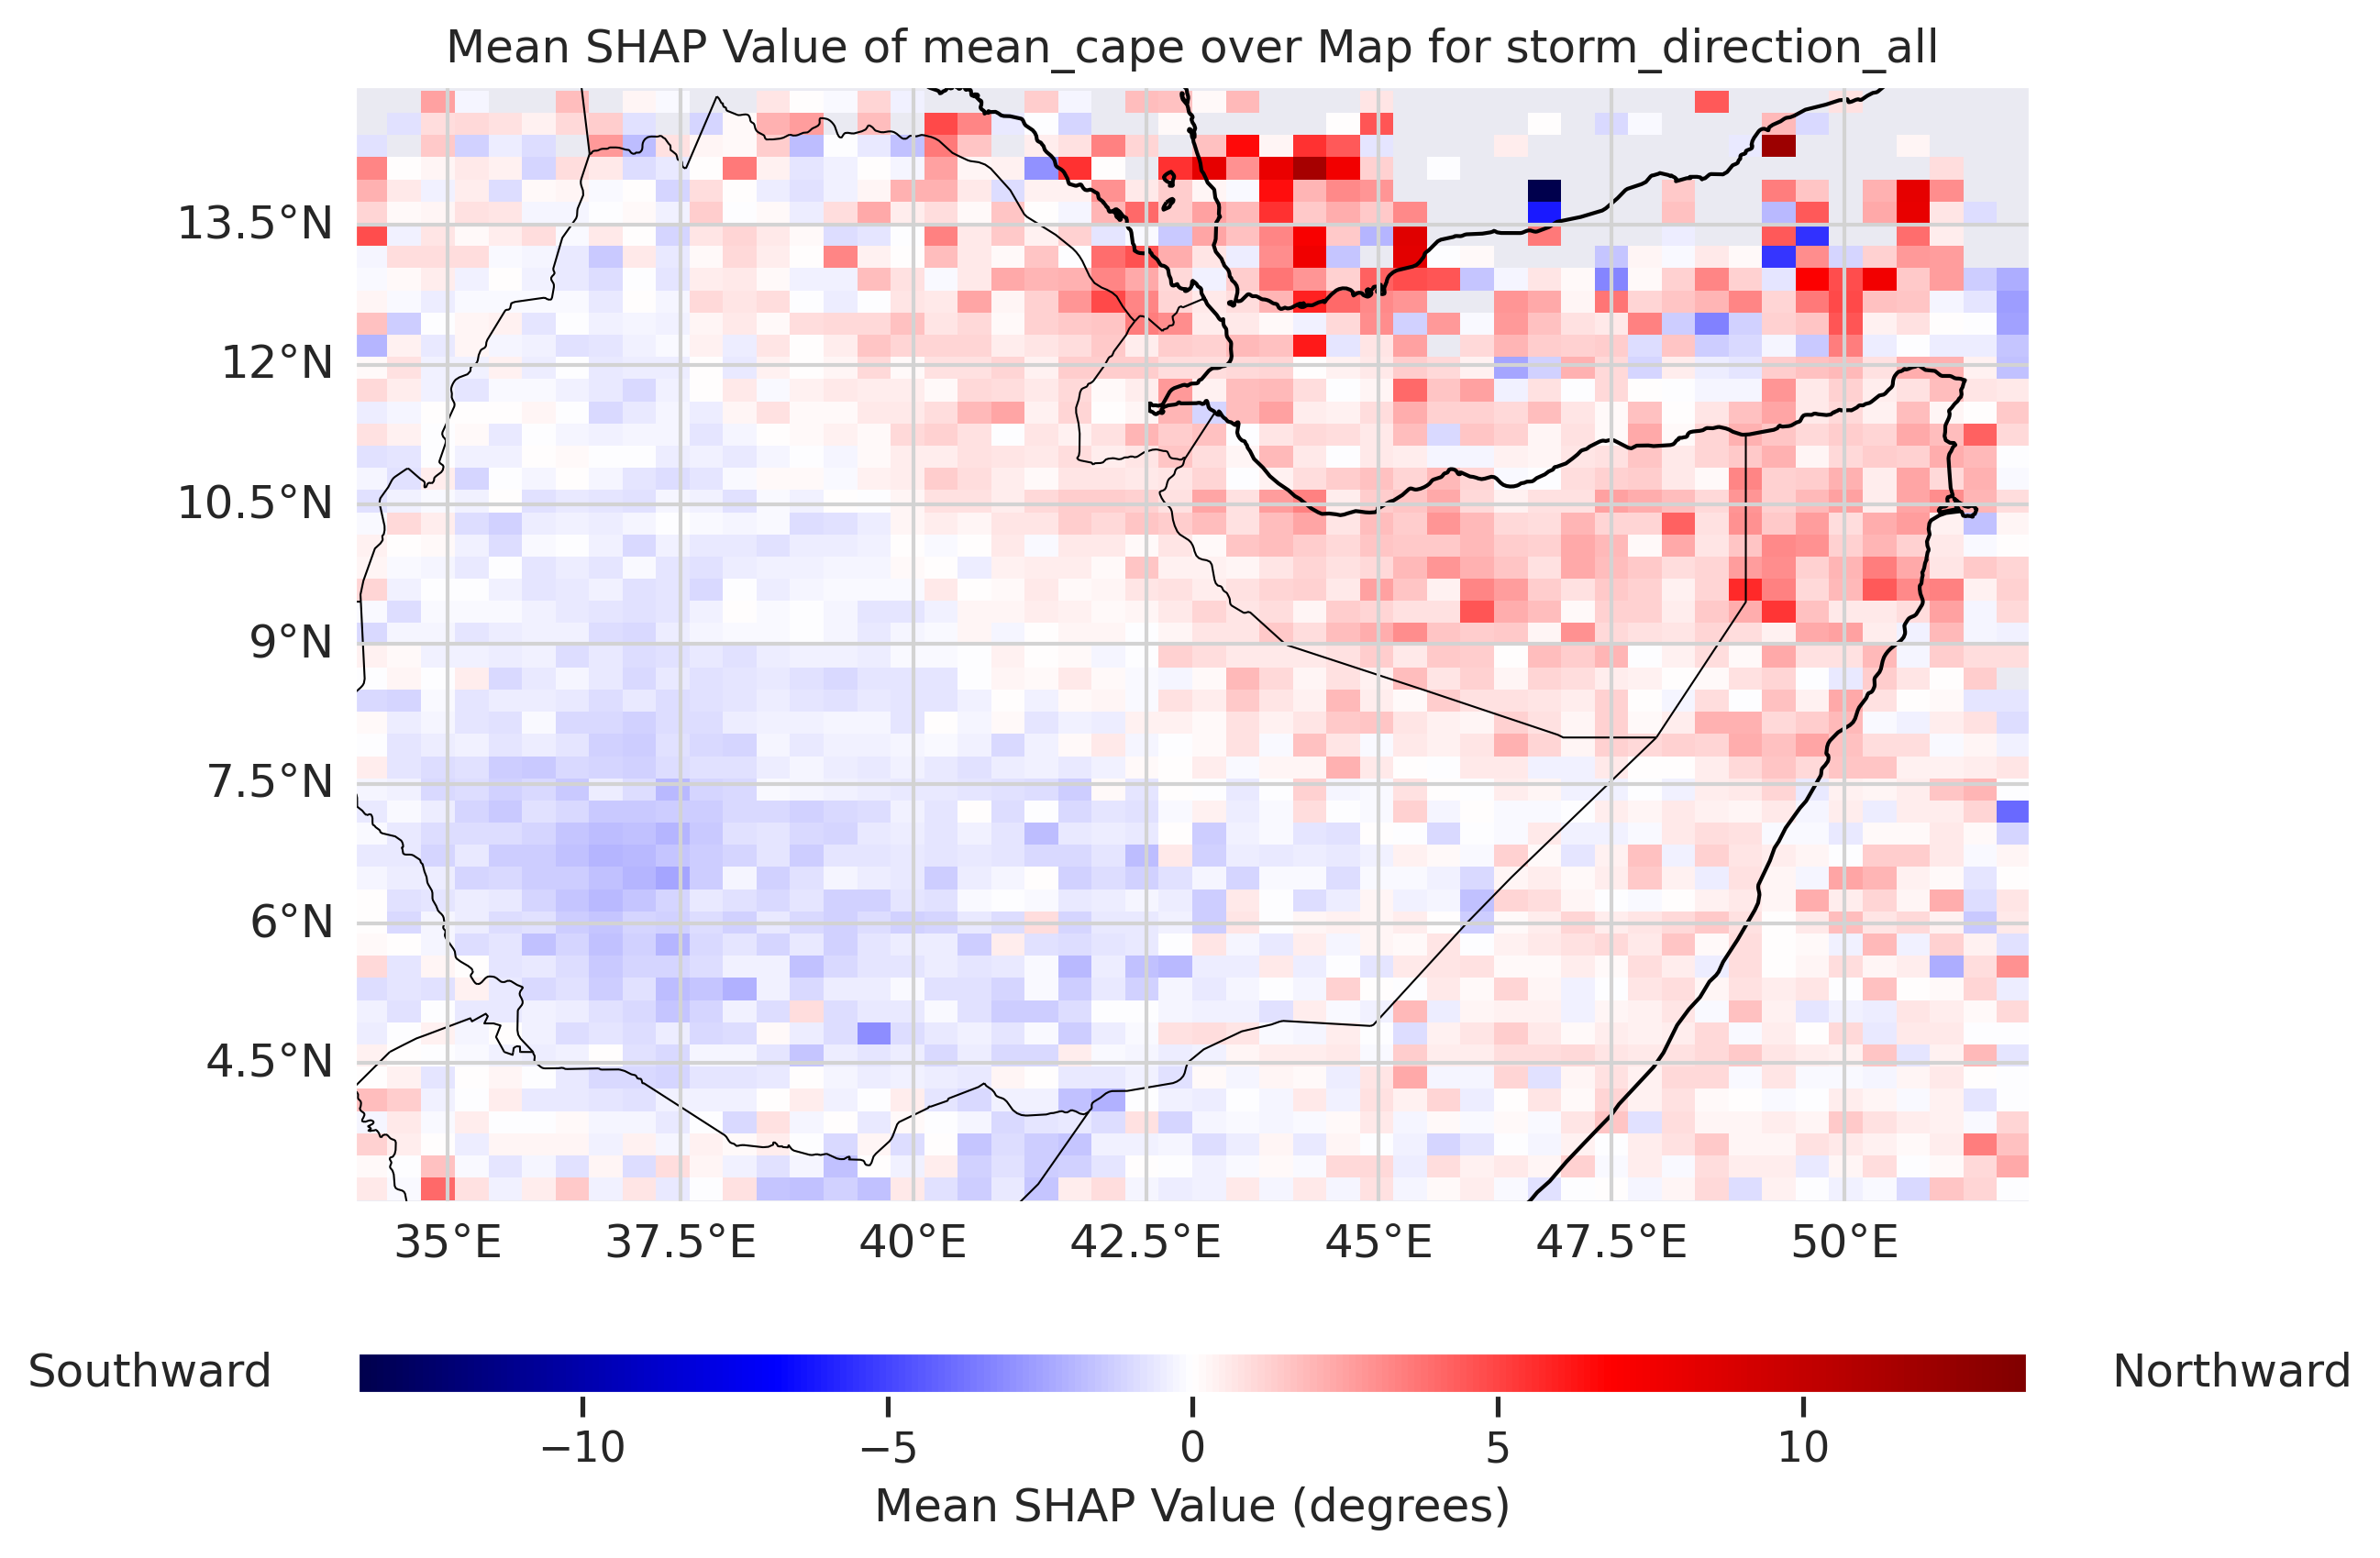 Mean SHAP Value of mean_cape over Map for storm_direction_all
13.5°N
12°N
10.5°N
9°N
7.5°N
6°N
4.5°N
35°E 37.5°E 40°E 42.5°E 45°E 47.5°E 50°E
Southward Northward
−10 −5 0 5 10
Mean SHAP Value (degrees)